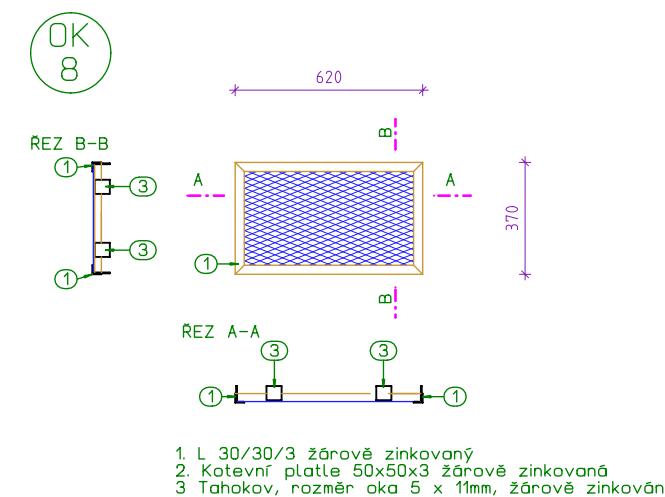 OK
8
620
B
ŘEZ B-B
1
3
A
A
370
3
1
1
B
ŘEZ A-A
3
3
1
1
1. L 30/30/3 žárově zinkovaný
2. Kotevní platle 50x50x3 žárově zinkovaná
3 Tahokov, rozměr oka 5 x 11mm, žárově zinkován